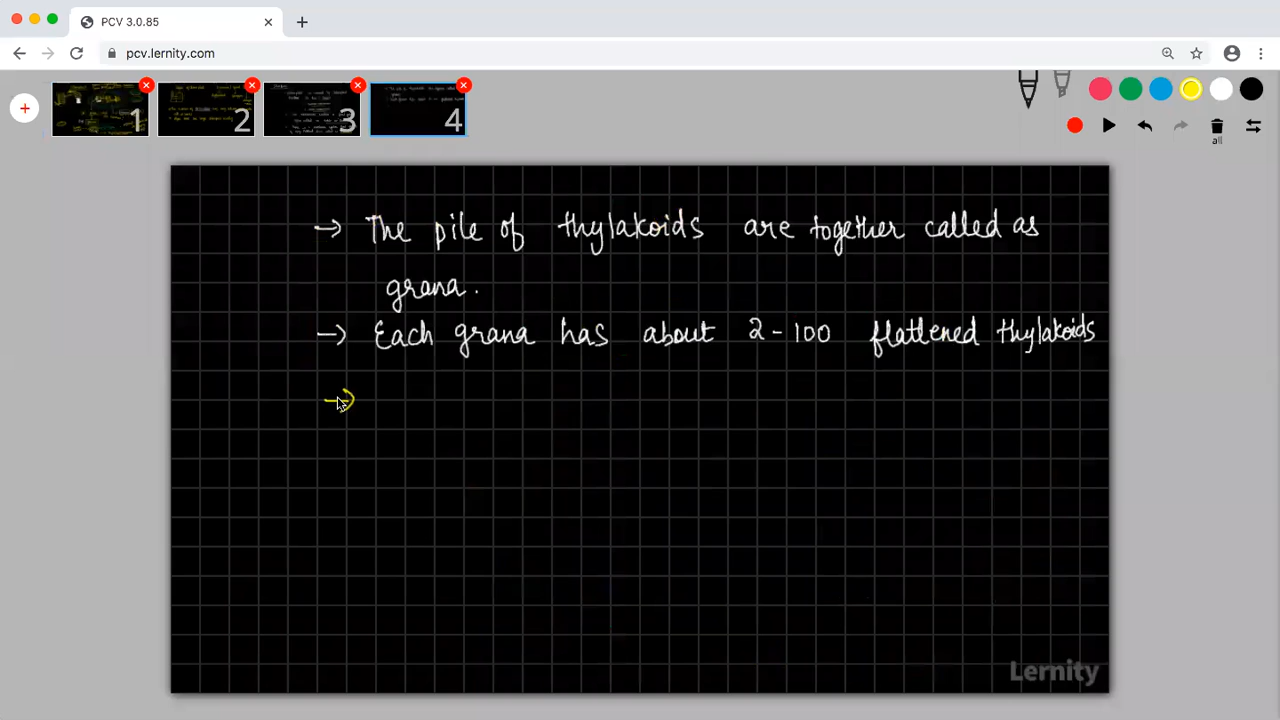 PCV 3.0.85
pcv.lernity.com
1
2
3
4
all
→ The pile of thylakoids are together called as
grana.
→ Each grana has about 2-100 flattened thylakoids
→
Lernity